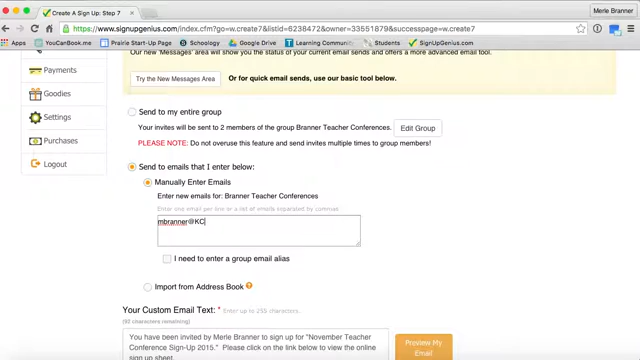 Create A Sign Up: Step 7
Merle Branner
https://www.signupgenius.com/index.cfm?go=w.create7&listid=6238472&owner=33551879&successpage=w.create7
Apps
YouCanBook.me
Prairie Start-Up Page
Schoology
Google Drive
Learning Community
Students
SignUpGenius.com
Our new 'Messages' area will show you the status of your current email sends and offers a more advanced email tool.
Try the New Messages Area
Or for quick email sends, use our basic tool below.
Payments
Goodies
Settings
Purchases
Logout
Send to my entire group
Your invites will be sent to 2 members of the group Branner Teacher Conferences.
Edit Group
PLEASE NOTE: Do not overuse this feature and send invites multiple times to group members!
Send to emails that I enter below:
Manually Enter Emails
Enter new emails for: Branner Teacher Conferences
Enter one email per line or a list of emails separated by commas
mbranner@KC
I need to enter a group email alias
Import from Address Book
Your Custom Email Text: * Enter up to 255 characters.
(92 characters remaining)
You have been invited by Merle Branner to sign up for "November Teacher
Conference Sign-Up 2015." Please click on the link below to view the online
sign up sheet.
Preview My
Email